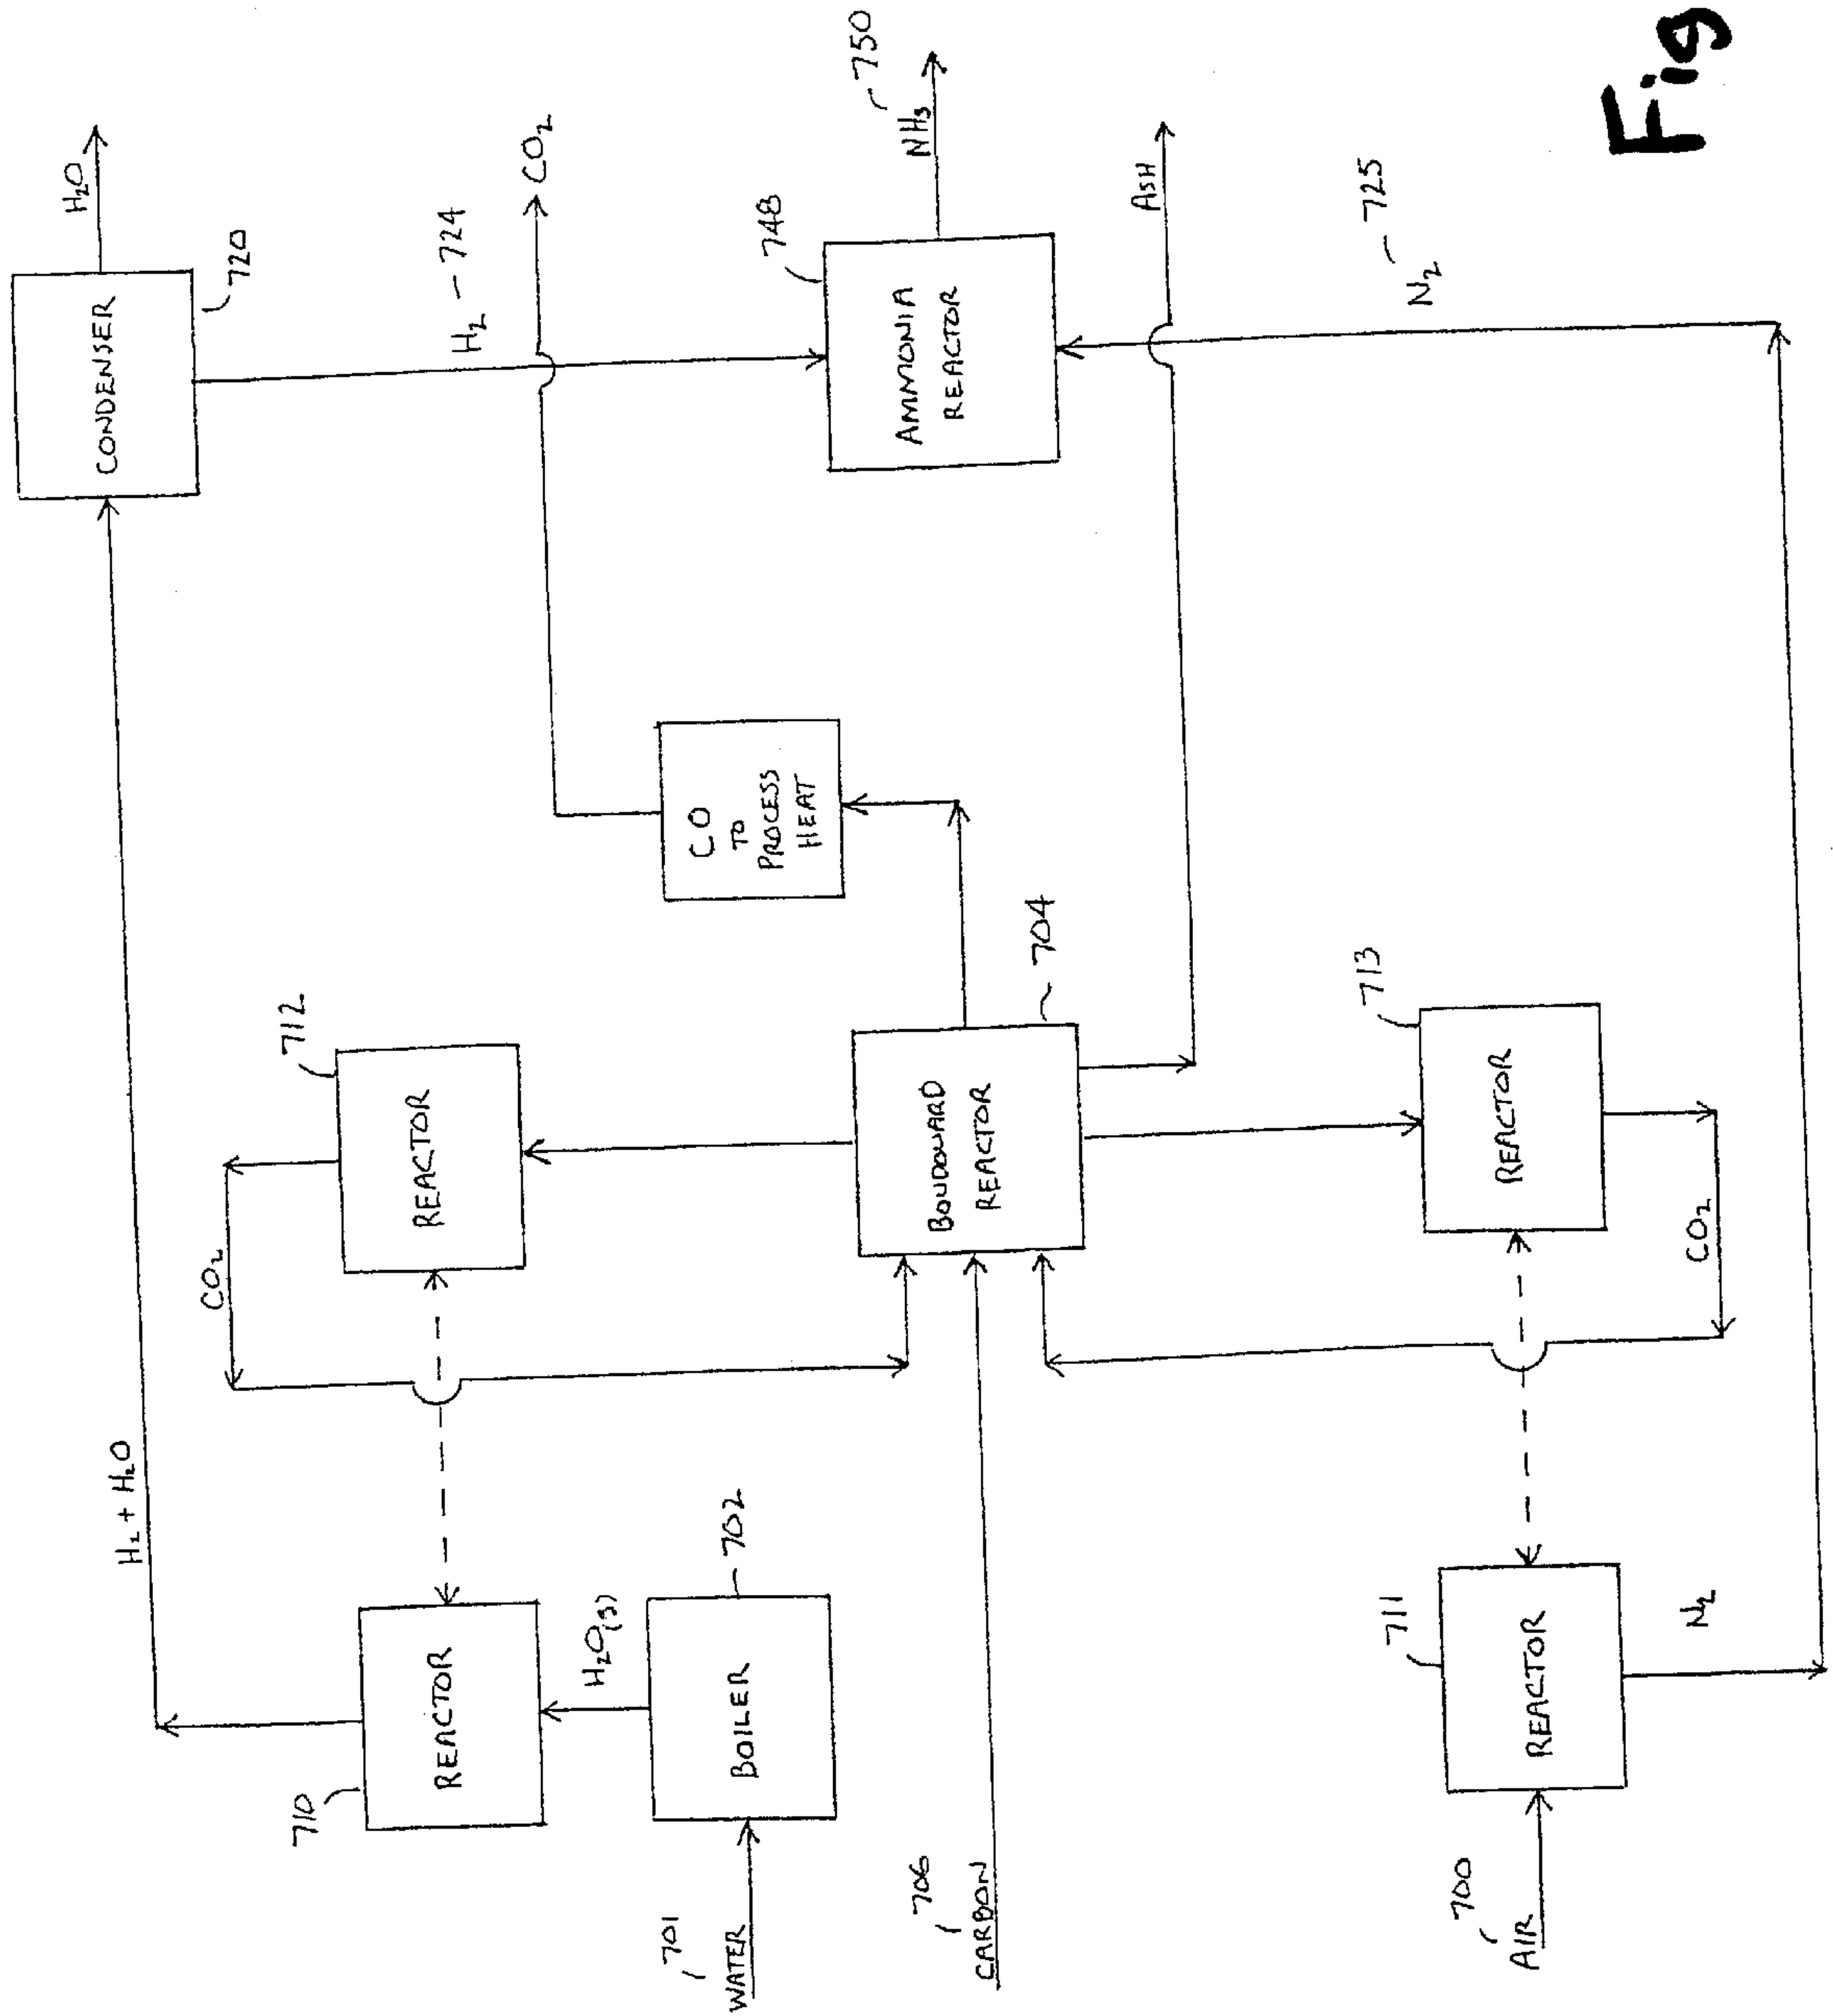 H₂O
CONDENSER
720
H₂ + H₂O
H₂ - 724
CO₂
CO₂
712
REACTOR
710
REACTOR
H₂O(g)
BOILER
702
701
WATER
CO
TO
PROCESS
HEAT
748
AMMONIA
REACTOR
NH₃
750
BOUDOUARD
REACTOR
704
706
CARBON
ASH
713
REACTOR
CO₂
711
REACTOR
700
AIR
N₂
N₂
725
Fig